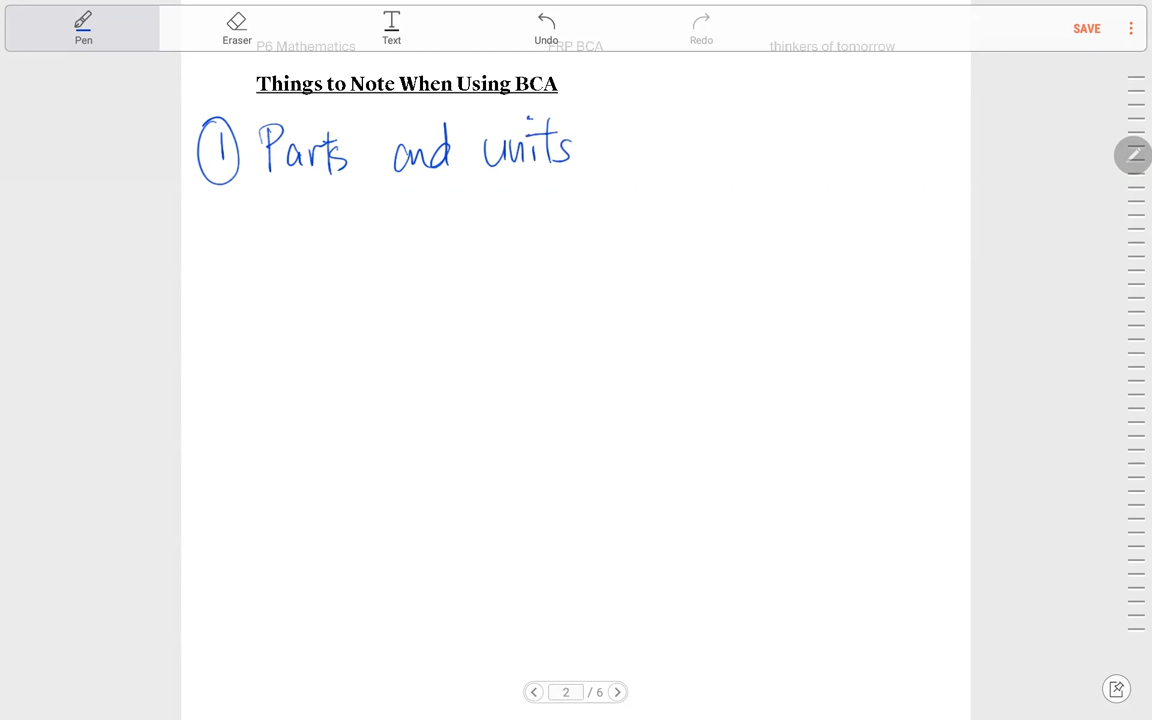 Pen
Eraser
Text
Undo
Redo
SAVE
P6 Mathematics
FRP BCA
thinkers of tomorrow
Things to Note When Using BCA
① Parts and units
2 / 6